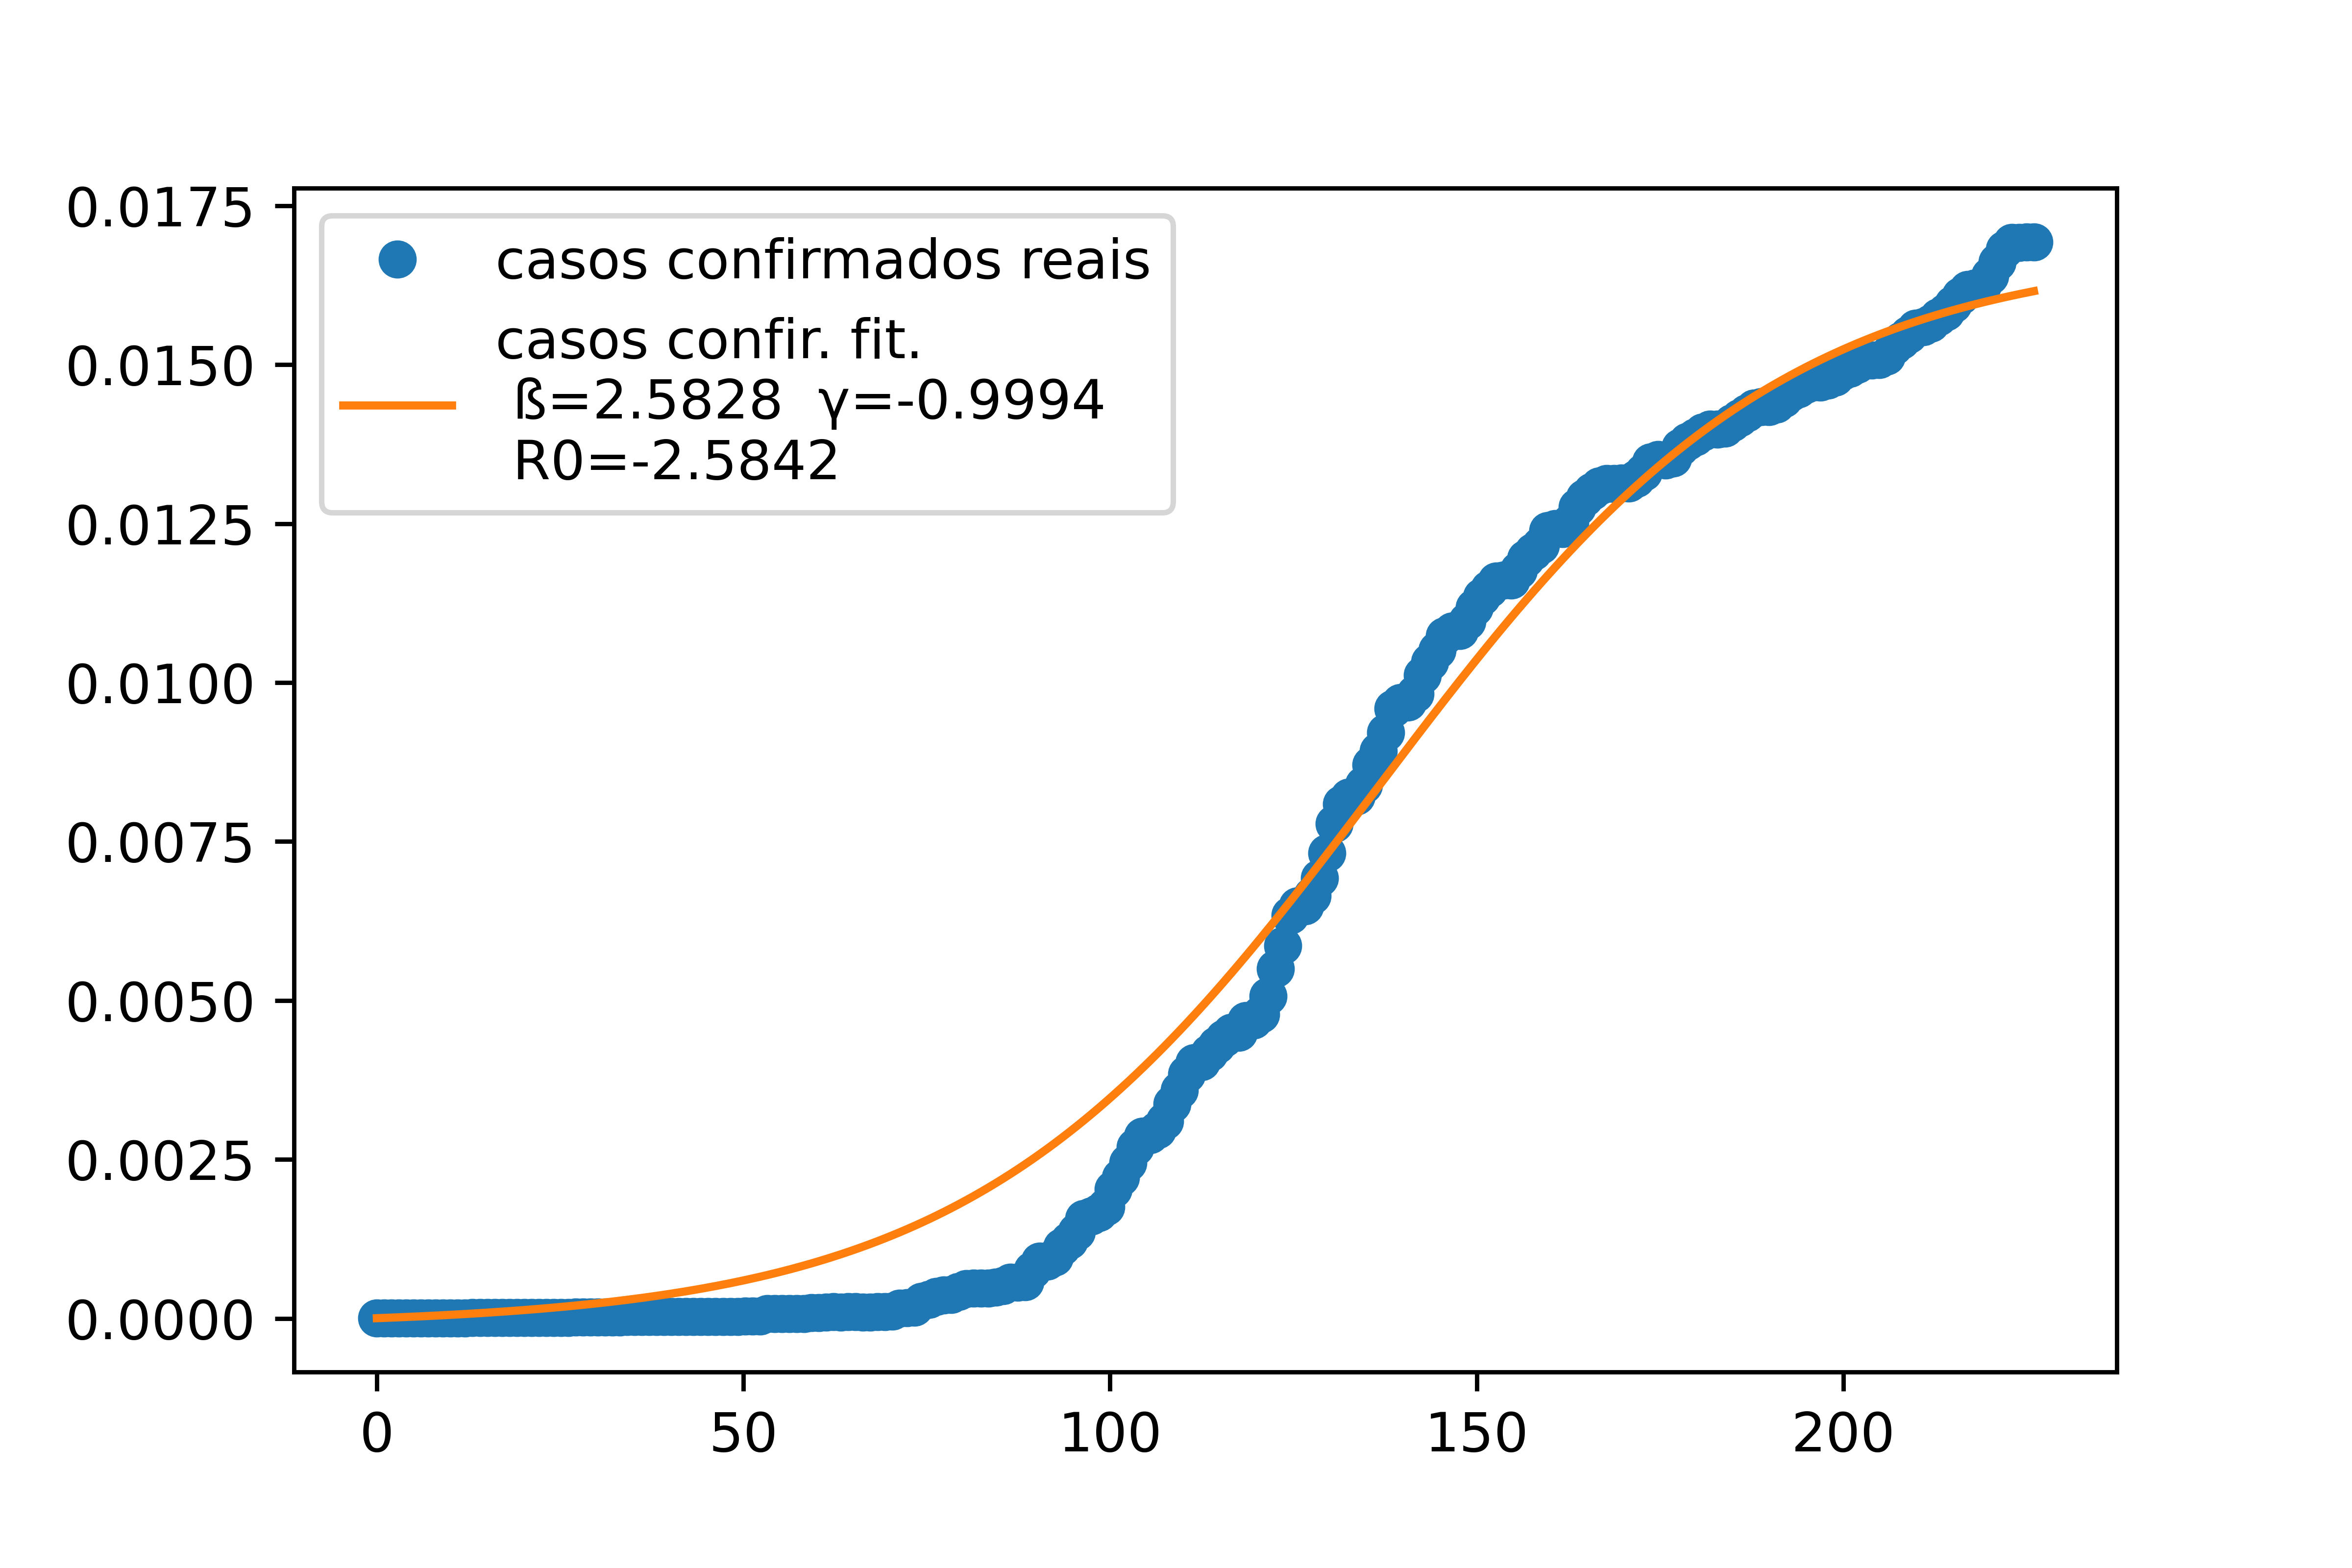 0.0175
0.0150
0.0125
0.0100
0.0075
0.0050
0.0025
0.0000
casos confirmados reais
casos confir. fit.
ß=2.5828 γ=-0.9994
R0=-2.5842
0 50 100 150 200